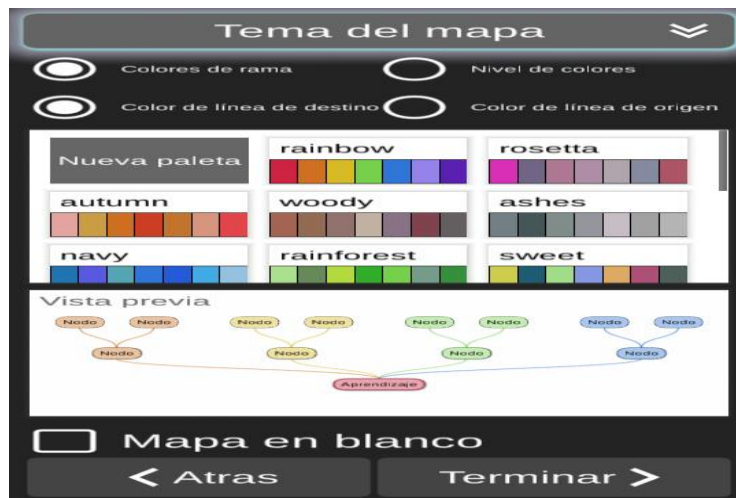 Tema del mapa
Colores de rama Nivel de colores
Color de línea de destino Color de línea de origen
Nueva paleta rainbow rosetta
autumn woody ashes
navy rainforest sweet
Vista previa
Nodo Nodo Nodo Nodo Nodo Nodo Nodo Nodo
Nodo Nodo Nodo Nodo
Aprendizaje
Mapa en blanco
Atras Terminar